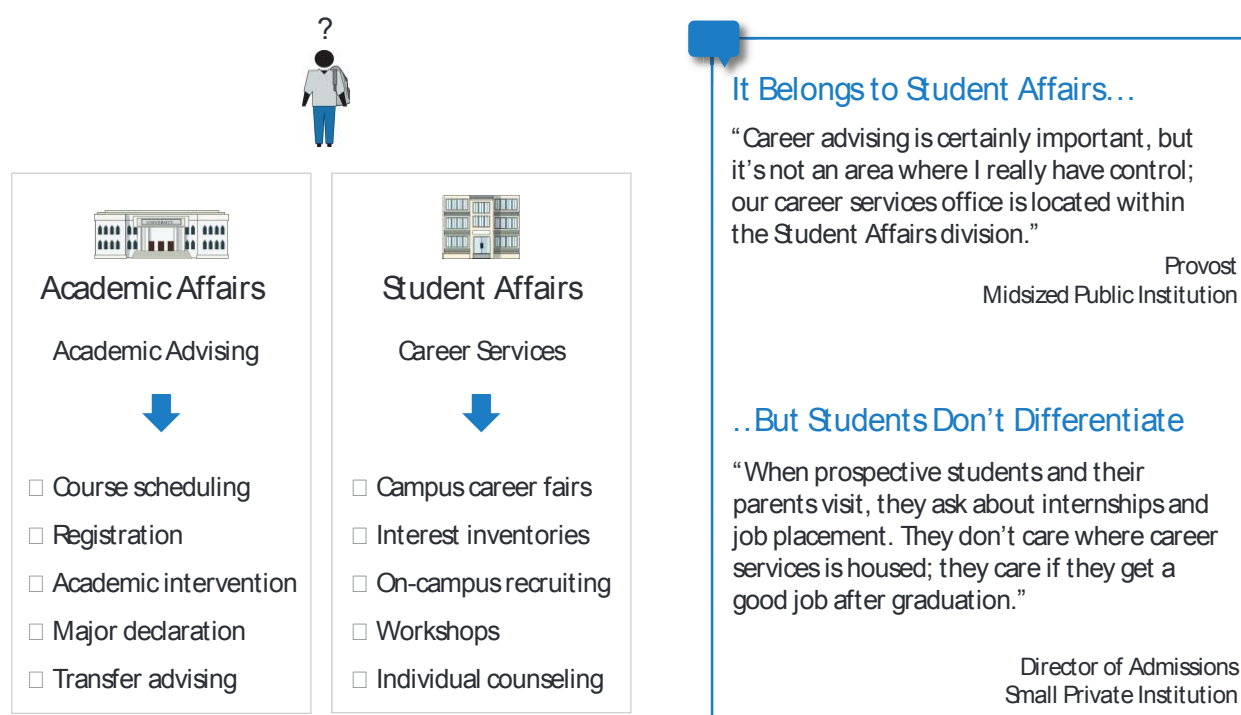 ?
Academic Affairs
Academic Advising
Course scheduling
Registration
Academic intervention
Major declaration
Transfer advising
Student Affairs
Career Services
Campus career fairs
Interest inventories
On-campus recruiting
Workshops
Individual counseling
It Belongs to Student Affairs…
“Career advising is certainly important, but
it’s not an area where I really have control;
our career services office is located within
the Student Affairs division.”
Provost
Midsized Public Institution
..But Students Don’t Differentiate
“When prospective students and their
parents visit, they ask about internships and
job placement. They don’t care where career
services is housed; they care if they get a
good job after graduation.”
Director of Admissions
Small Private Institution